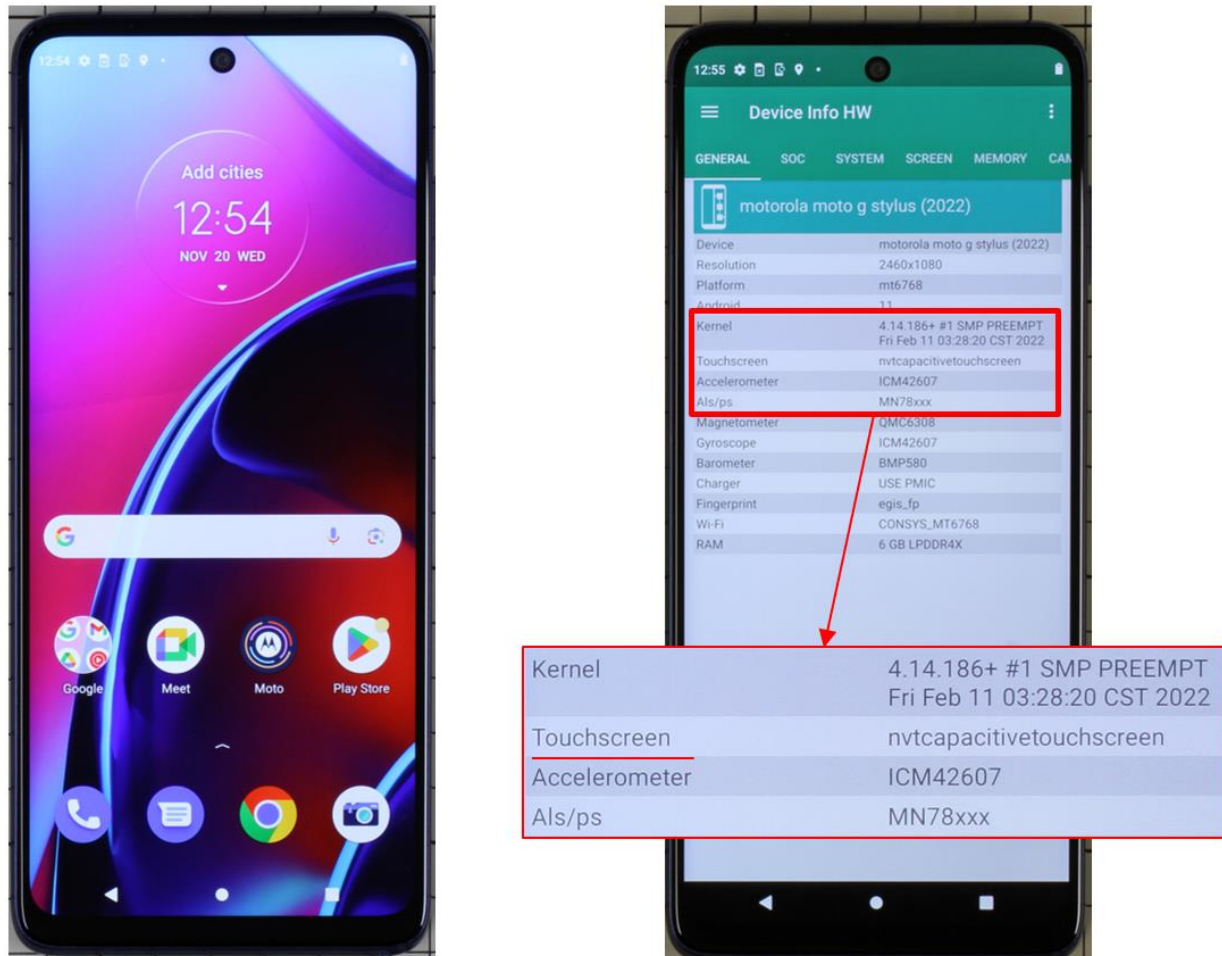 12:54
Add cities
12:54
NOV 20 WED
Google
Meet
Moto
Play Store
12:55
Device Info HW
GENERAL SOC SYSTEM SCREEN MEMORY CAM
motorola moto g stylus (2022)
Device motorola moto g stylus (2022)
Resolution 2460x1080
Platform mt6768
Android 11
Kernel 4.14.186+ #1 SMP PREEMPT
Fri Feb 11 03:28:20 CST 2022
Touchscreen nvtcapacitivetouchscreen
Accelerometer ICM42607
Als/ps MN78xxx
Magnetometer QMC6308
Gyroscope ICM42607
Barometer BMP580
Charger USE PMIC
Fingerprint egis_fp
Wi-Fi CONSYS_MT6768
RAM 6 GB LPDDR4X
Kernel 4.14.186+ #1 SMP PREEMPT
Fri Feb 11 03:28:20 CST 2022
Touchscreen nvtcapacitivetouchscreen
Accelerometer ICM42607
Als/ps MN78xxx